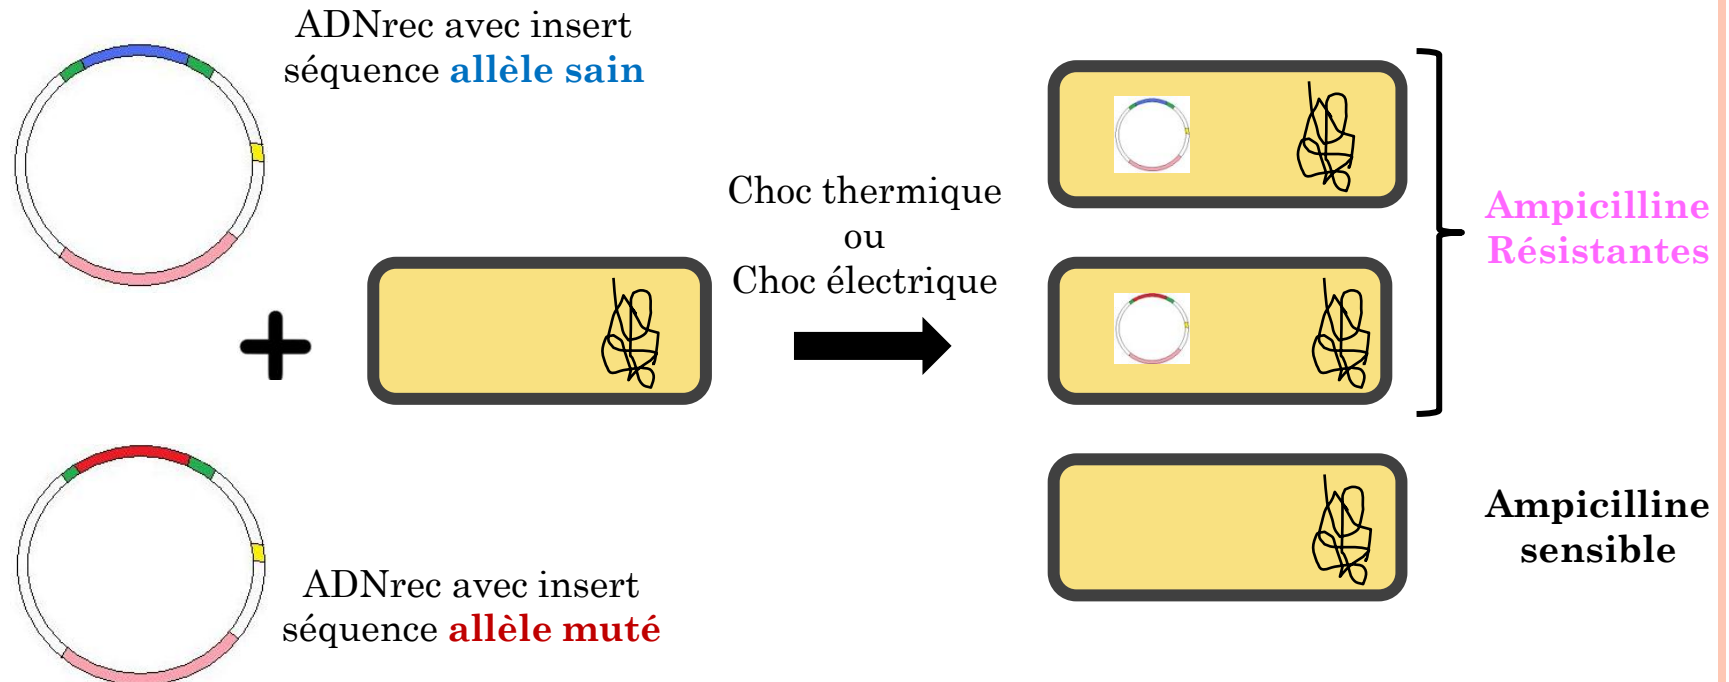 ADNrec avec insert
séquence allèle sain
Choc thermique
ou
Choc électrique
Ampicilline
Résistantes
ADNrec avec insert
séquence allèle muté
Ampicilline
sensible